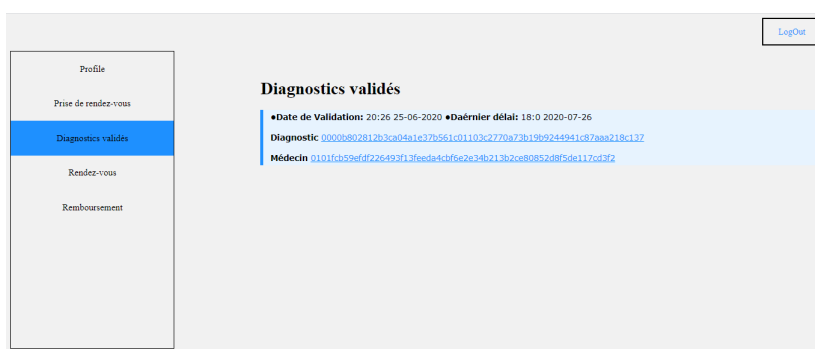 LogOut
Profile
Prise de rendez-vous
Diagnostics validés
Rendez-vous
Remboursement
Diagnostics validés
●Date de Validation: 20:26 25-06-2020 ●Daérnier délai: 18:0 2020-07-26
Diagnostic 0000b802812b3ca04a1e37b561c01103c2770a73b19b9244941c87aaa218c137
Médecin 0101fcb59efdf226493f13feeda4cbf6e2e34b213b2ce80852d8f5de117cd3f2